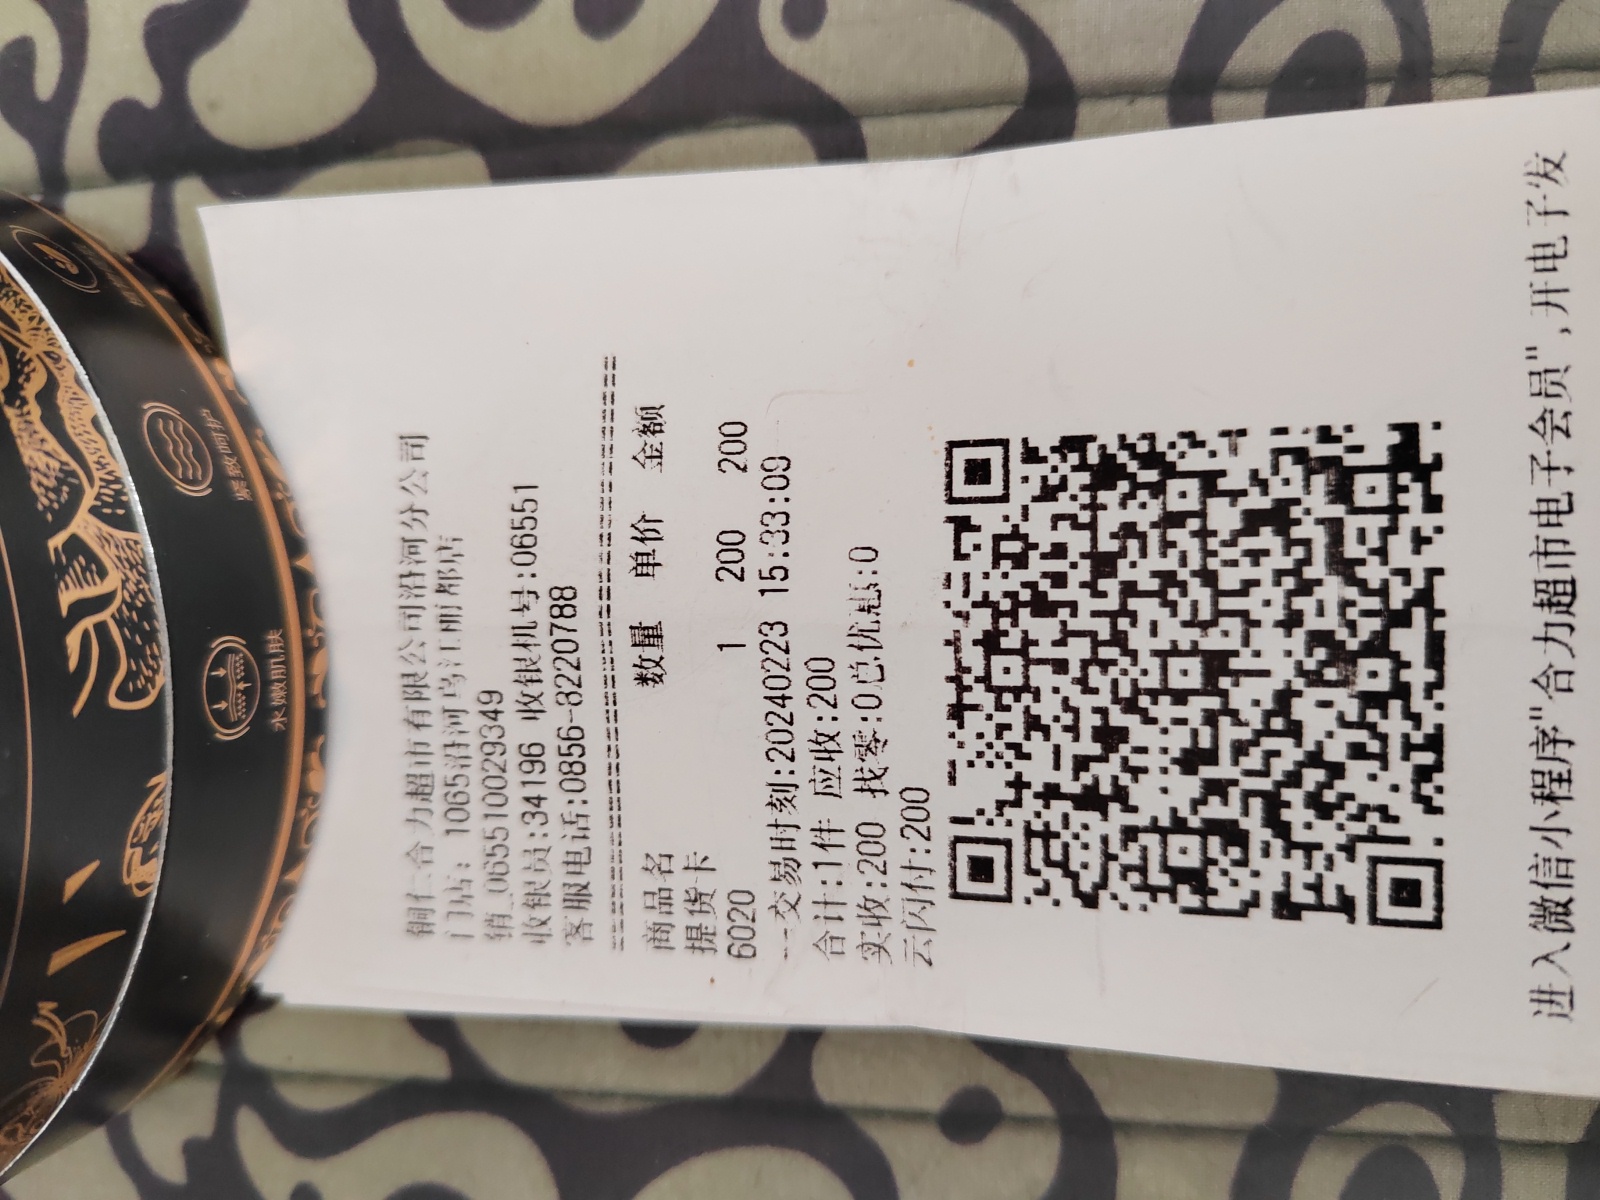 铜仁合力超市有限公司沿河分公司
门店: 1065沿河乌江丽都店
销_065510029349
收银员:34196 收银机号:06551
客服电话:0856-8220788
商品名 数量 单价 金额
提货卡
6020 1 200 200
--交易时刻:20240223 15:33:09
合计:1件 应收:200
实收:200 找零:0总优惠:0
云闪付:200
进入微信小程序"合力超市电子会员",开电子发
水嫩肌肤
紧致呵护